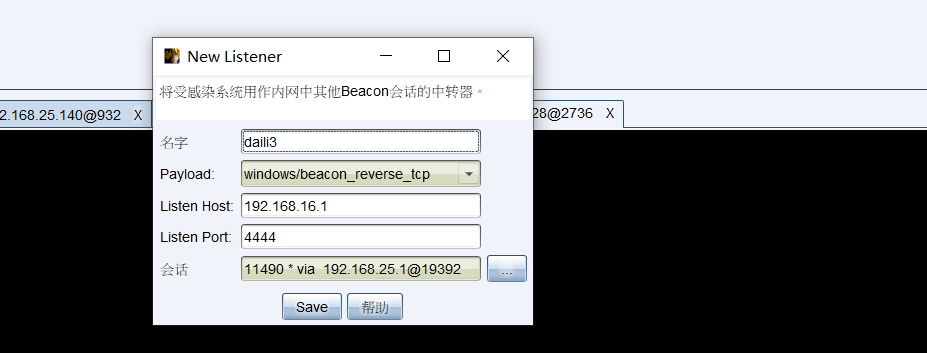 New Listener
将受感染系统用作内网中其他Beacon会话的中转器。
2.168.25.140@932 X
28@2736 X
名字 daili3
Payload: windows/beacon_reverse_tcp
Listen Host: 192.168.16.1
Listen Port: 4444
会话 11490 * via 192.168.25.1@19392 ...
Save 帮助